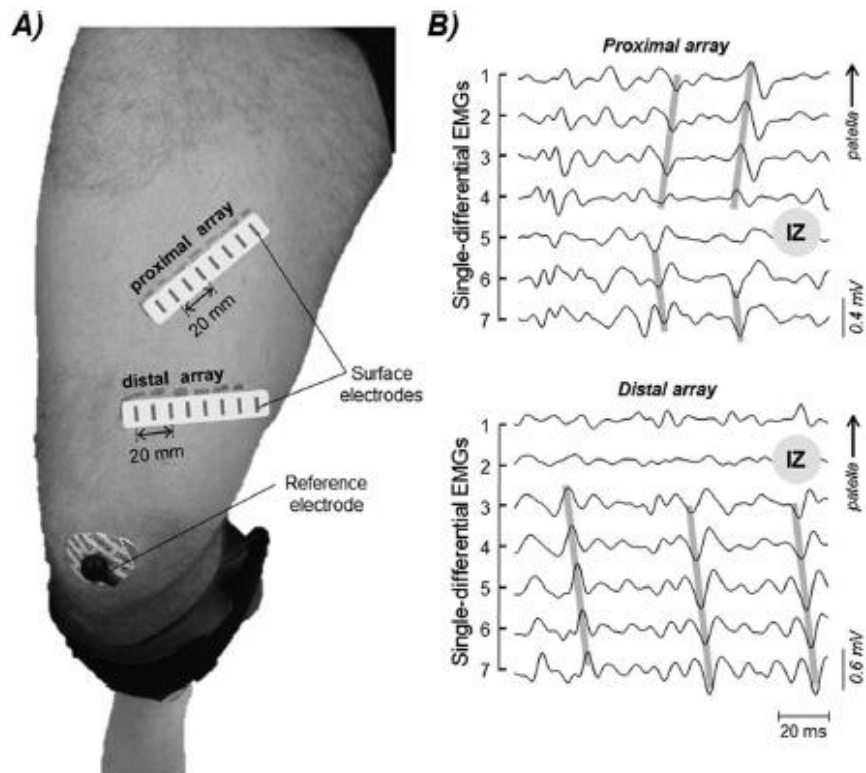 A)
proximal array
20 mm
distal array
20 mm
Surface
electrodes
Reference
electrode
B)
Proximal array
Single-differential EMGs
1
2
3
4
5
6
7
IZ
patella
0.4 mV
Distal array
Single-differential EMGs
1
2
3
4
5
6
7
IZ
patella
0.6 mV
20 ms